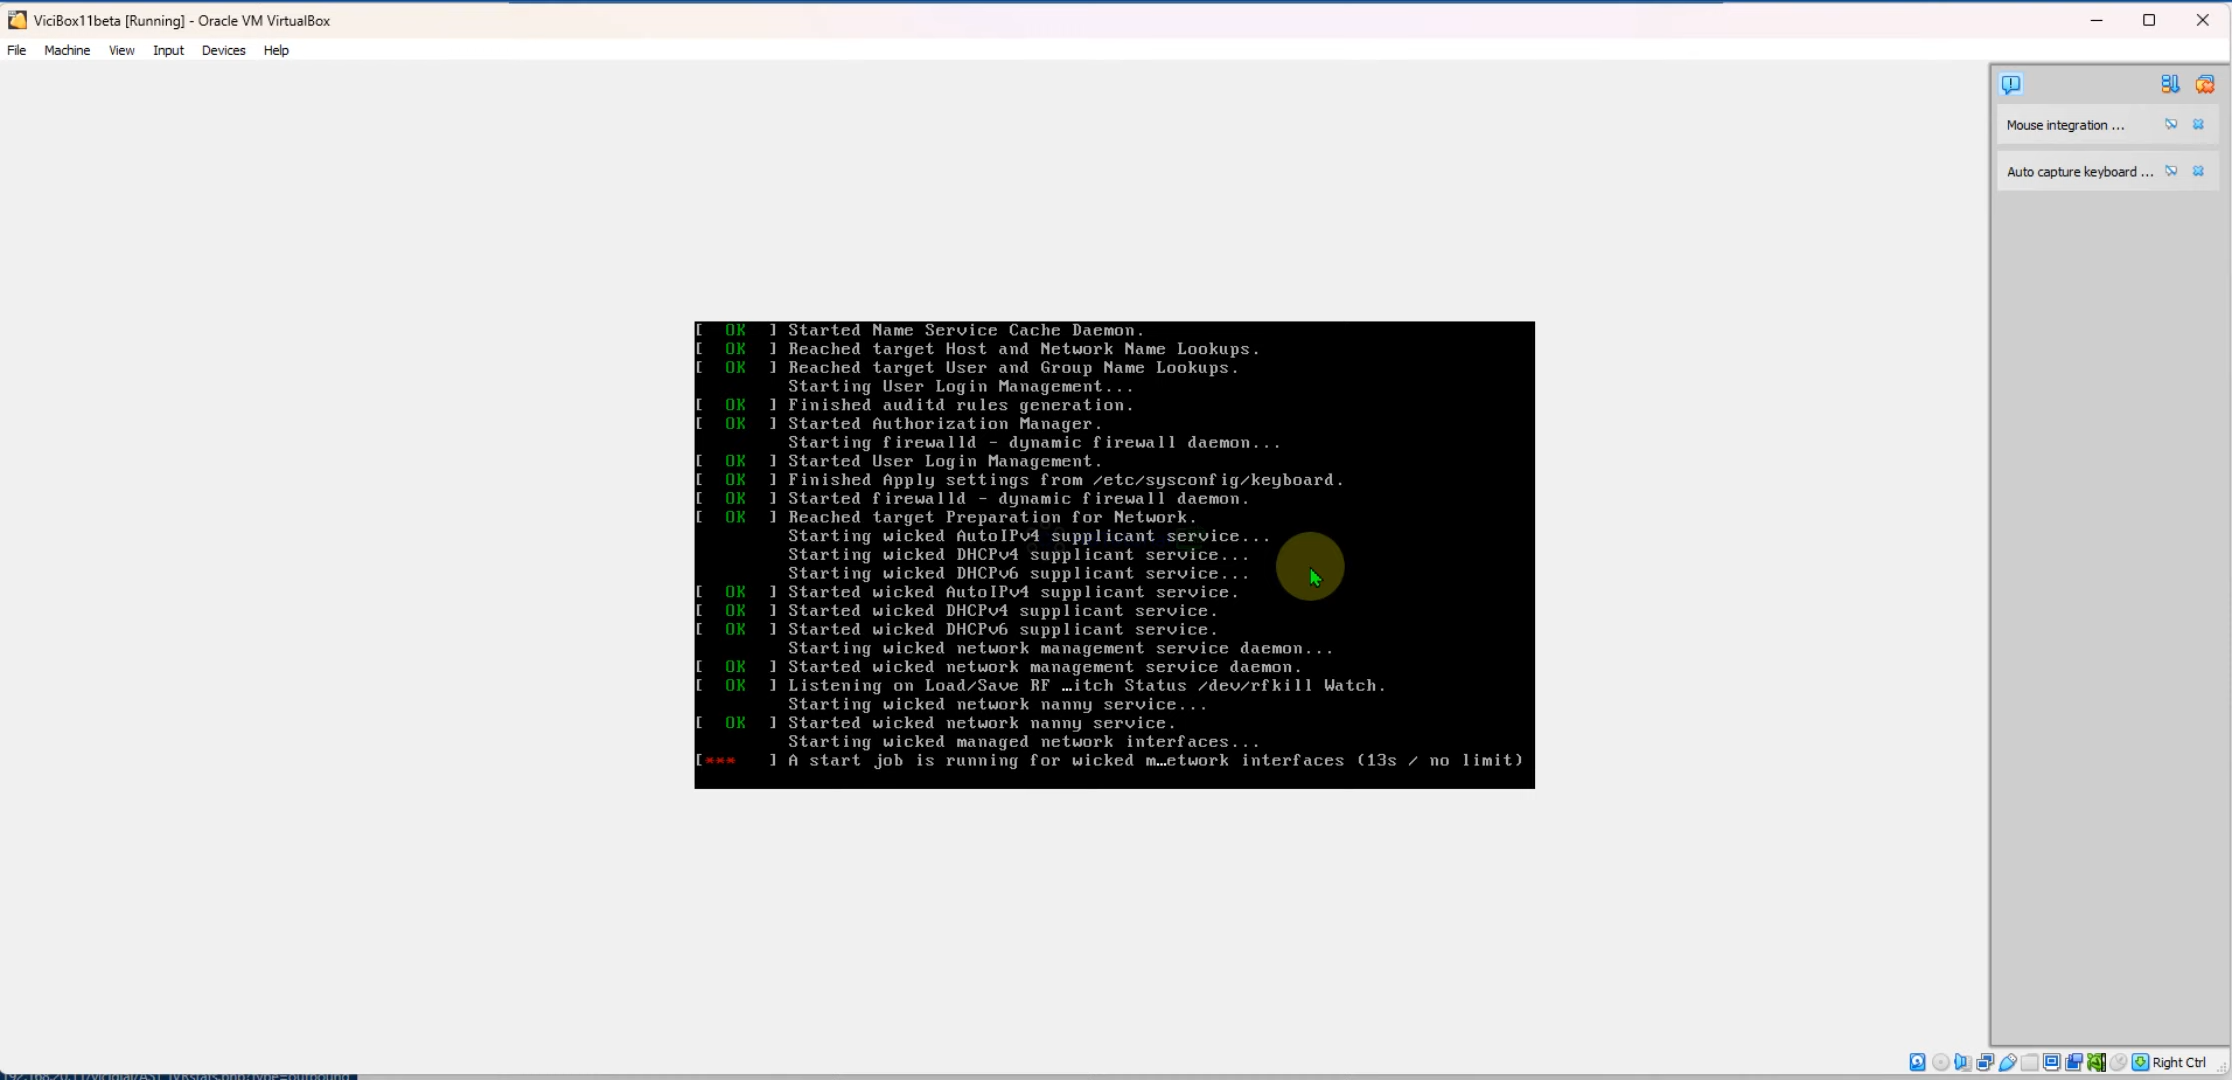 ViciBox11beta [Running] - Oracle VM VirtualBox
File Machine View Input Devices Help
Mouse integration ...
Auto capture keyboard ...
[ OK ] Started Name Service Cache Daemon.
[ OK ] Reached target Host and Network Name Lookups.
[ OK ] Reached target User and Group Name Lookups.
Starting User Login Management...
[ OK ] Finished auditd rules generation.
[ OK ] Started Authorization Manager.
Starting firewalld - dynamic firewall daemon...
[ OK ] Started User Login Management.
[ OK ] Finished Apply settings from /etc/sysconfig/keyboard.
[ OK ] Started firewalld - dynamic firewall daemon.
[ OK ] Reached target Preparation for Network.
Starting wicked AutoIPv4 supplicant service...
Starting wicked DHCPv4 supplicant service...
Starting wicked DHCPv6 supplicant service...
[ OK ] Started wicked AutoIPv4 supplicant service.
[ OK ] Started wicked DHCPv4 supplicant service.
[ OK ] Started wicked DHCPv6 supplicant service.
Starting wicked network management service daemon...
[ OK ] Started wicked network management service daemon.
[ OK ] Listening on Load/Save RF …itch Status /dev/rfkill Watch.
Starting wicked network nanny service...
[ OK ] Started wicked network nanny service.
Starting wicked managed network interfaces...
[*** ] A start job is running for wicked m…etwork interfaces (13s / no limit)
Right Ctrl